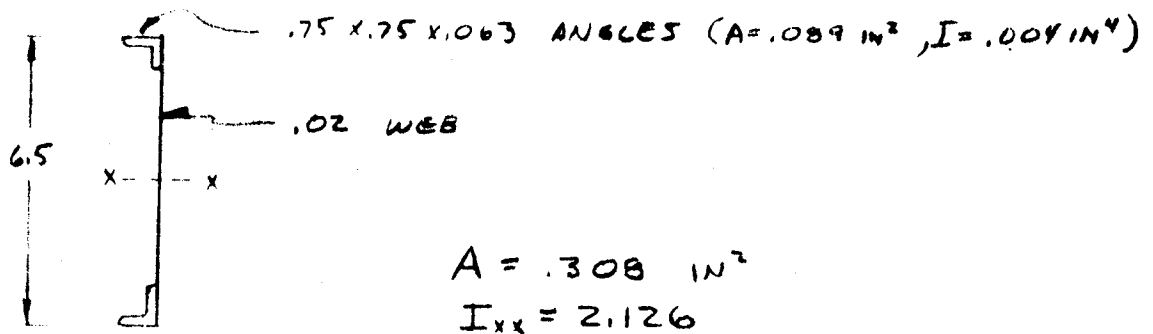 .75 x .75 x .063 ANGLES (A=.089 IN² , I=.004 IN⁴)
.02 WEB
6.5
x x
A = .308 IN²
Ixx = 2.126